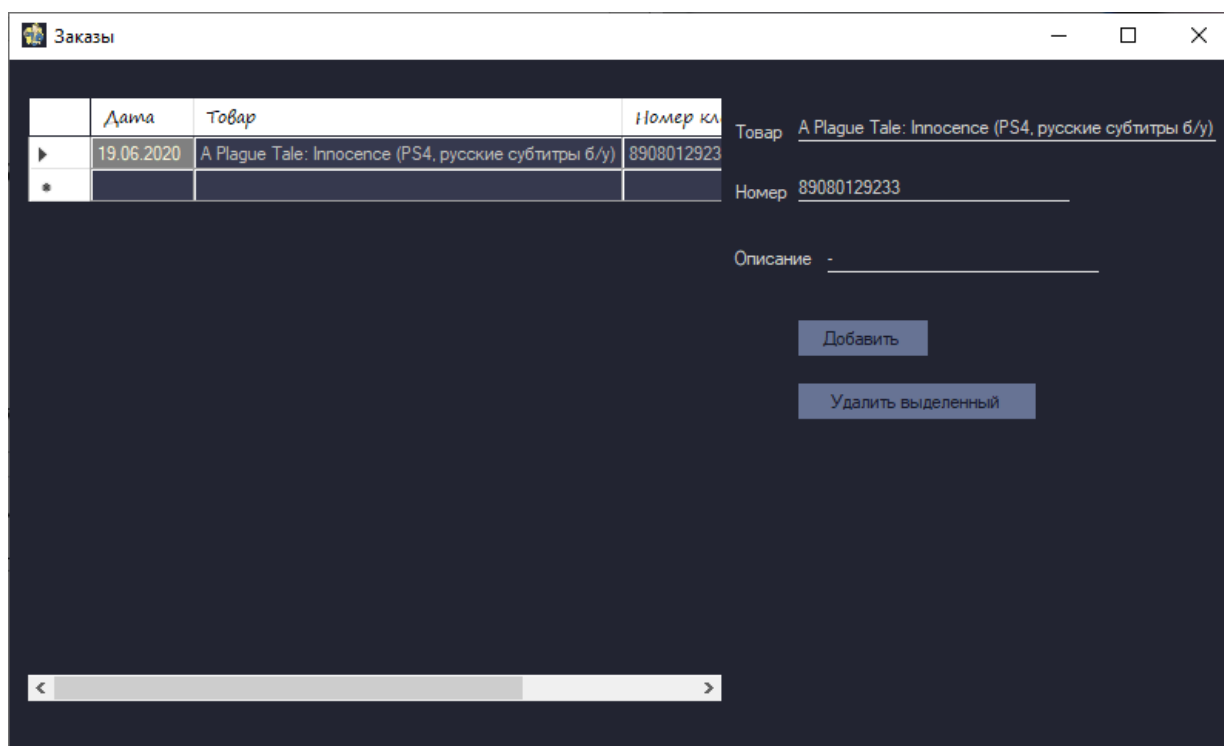 Заказы
Дата Товар Номер кл
19.06.2020 A Plague Tale: Innocence (PS4, русские субтитры б/у) 8908012923
Товар A Plague Tale: Innocence (PS4, русские субтитры б/у)
Номер 89080129233
Описание -
Добавить
Удалить выделенный